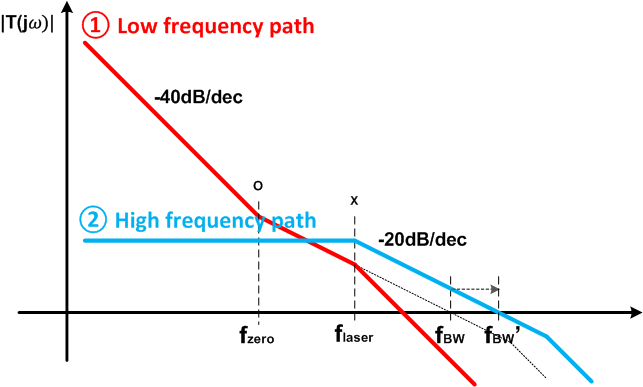 |T(jω)|
① Low frequency path
-40dB/dec
O
X
② High frequency path
-20dB/dec
fzero
flaser
fBW
fBW’